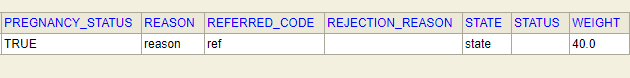 PREGNANCY_STATUS REASON REFERRED_CODE REJECTION_REASON STATE STATUS WEIGHT
TRUE reason ref state 40.0